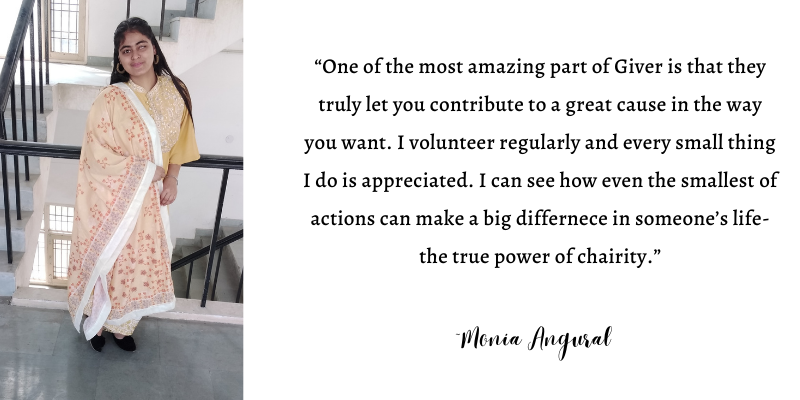 “One of the most amazing part of Giver is that they
truly let you contribute to a great cause in the way
you want. I volunteer regularly and every small thing
I do is appreciated. I can see how even the smallest of
actions can make a big differnece in someone’s life-
the true power of chairity.”
~Monia Angural